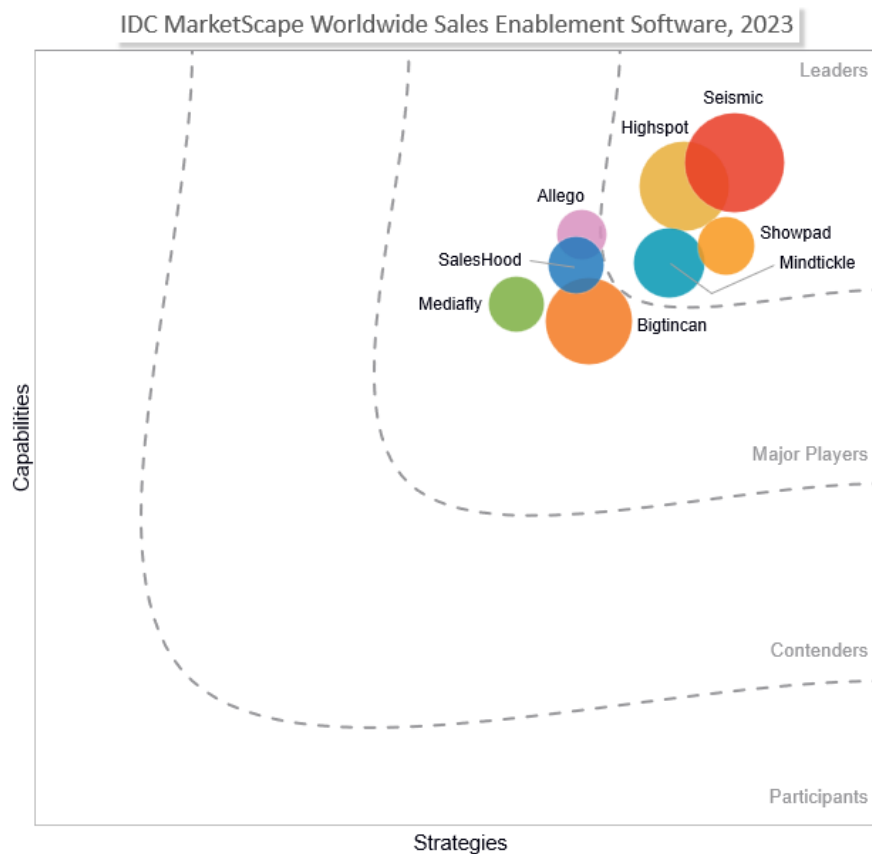 IDC MarketScape Worldwide Sales Enablement Software, 2023
Leaders
Seismic
Highspot
Allego
Showpad
SalesHood
Mindtickle
Mediafly
Bigtincan
Capabilities
Major Players
Contenders
Participants
Strategies